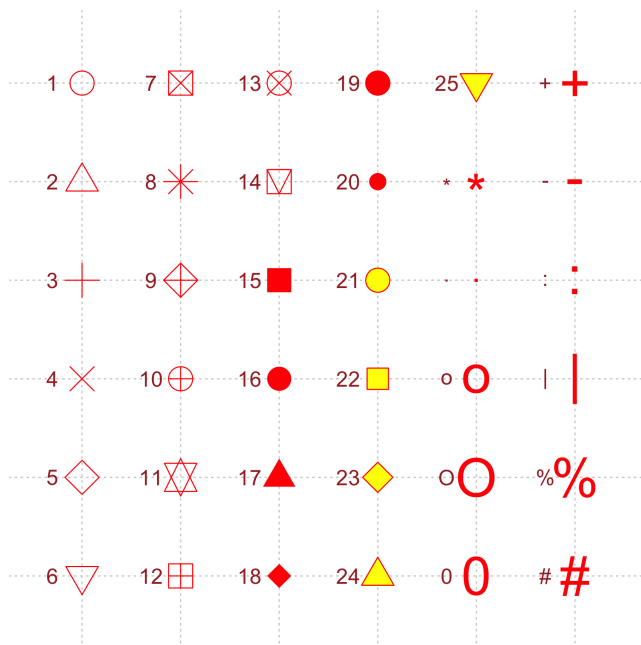 1 7 13 19 25 + +
2 8 14 20 * * - -
3 9 15 21 . . : :
4 10 16 22 o o | |
5 11 17 23 O O % %
6 12 18 24 0 0 # #